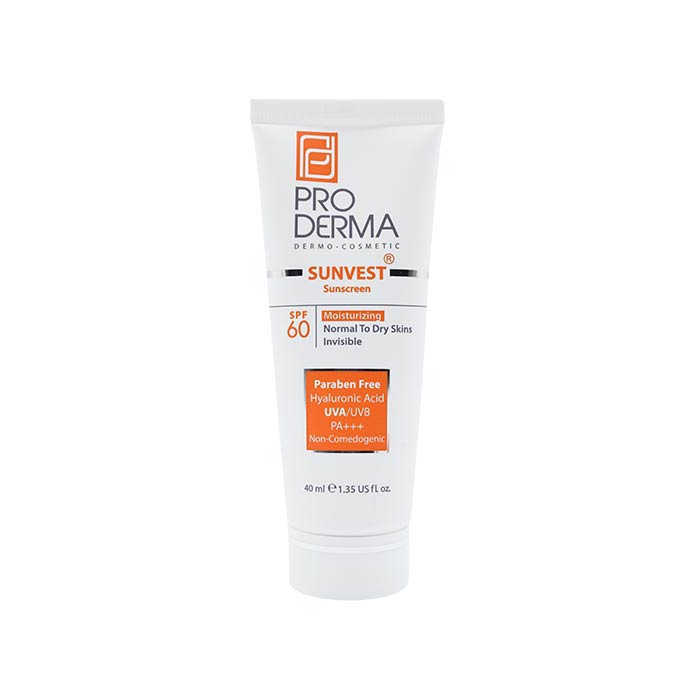 PRO
DERMA
DERMO-COSMETIC
SUNVEST®
Sunscreen
SPF
60
Moisturizing
Normal To Dry Skins
Invisible
Paraben Free
Hyaluronic Acid
UVA/UVB
PA+++
Non-Comedogenic
40 ml ℮ 1.35 US fl. oz.